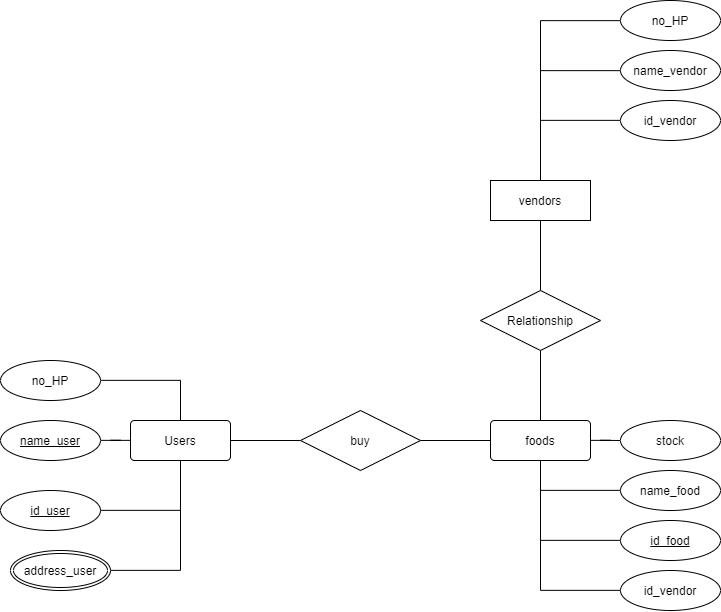 no_HP
name_vendor
id_vendor
vendors
Relationship
no_HP
name_user
Users
buy
foods
stock
name_food
id_user
id_food
address_user
id_vendor